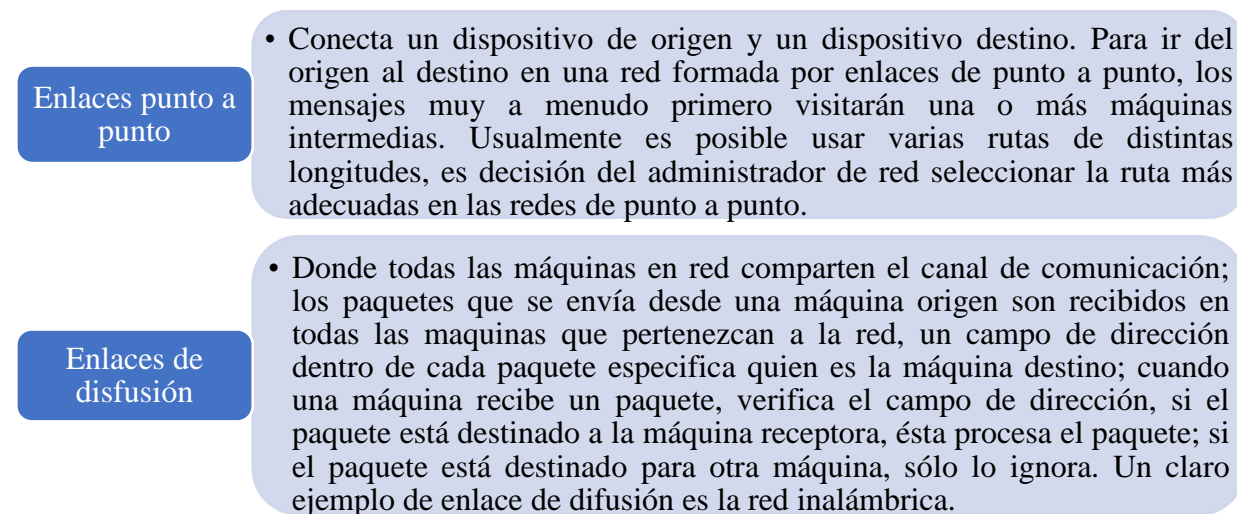 Enlaces punto a
punto
• Conecta un dispositivo de origen y un dispositivo destino. Para ir del
origen al destino en una red formada por enlaces de punto a punto, los
mensajes muy a menudo primero visitarán una o más máquinas
intermedias. Usualmente es posible usar varias rutas de distintas
longitudes, es decisión del administrador de red seleccionar la ruta más
adecuadas en las redes de punto a punto.
Enlaces de
disfusión
• Donde todas las máquinas en red comparten el canal de comunicación;
los paquetes que se envía desde una máquina origen son recibidos en
todas las maquinas que pertenezcan a la red, un campo de dirección
dentro de cada paquete especifica quien es la máquina destino; cuando
una máquina recibe un paquete, verifica el campo de dirección, si el
paquete está destinado a la máquina receptora, ésta procesa el paquete; si
el paquete está destinado para otra máquina, sólo lo ignora. Un claro
ejemplo de enlace de difusión es la red inalámbrica.